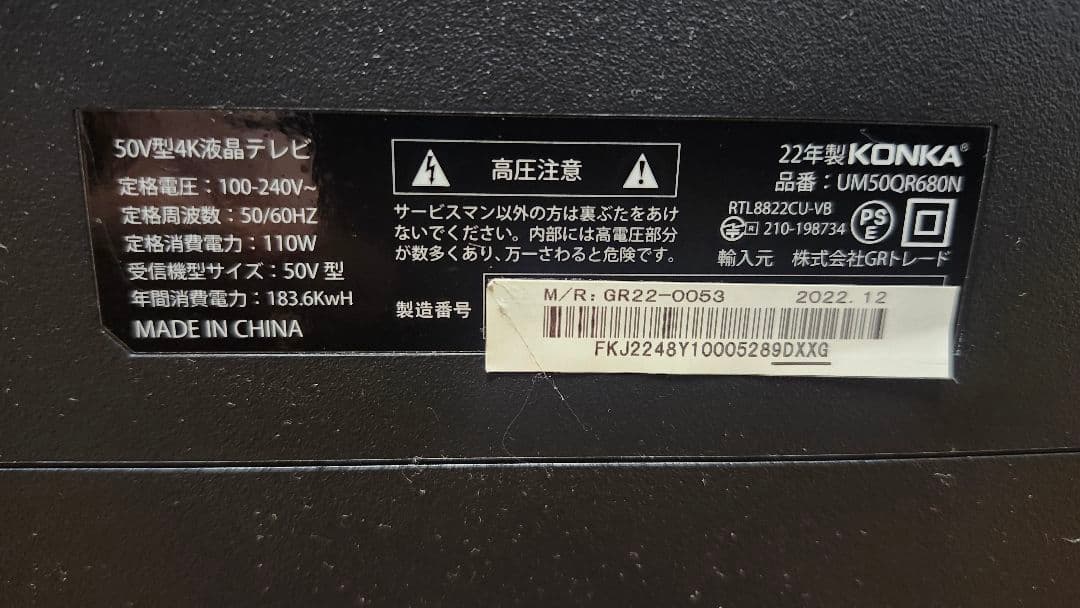 50V型4K液晶テレビ
定格電圧：100-240V~
定格周波数：50/60HZ
定格消費電力：110W
受信機型サイズ：50V 型
年間消費電力：183.6KwH
MADE IN CHINA
高圧注意
サービスマン以外の方は裏ぶたをあけ
ないでください。内部には高電圧部分
が数多くあり、万一さわると危険です。
22年製KONKA®
品番：UM50QR680N
RTL8822CU-VB
R 210-198734
PS
E
輸入元 株式会社GRトレード
製造番号
M/R: GR22-0053 2022. 12
FKJ2248Y10005289DXXG